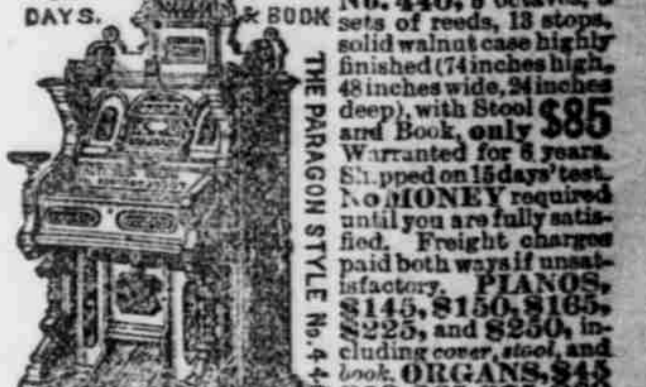 DAYS.
& BOOK
THE PARAGON STYLE No. 44
No. 440,
sets of reeds, 13 stops,
solid walnut case highly
finished (74 inches high,
48 inches wide, 24 inches
deep), with Stool
and Book, only $85
Warranted for 6 years.
Shipped on 15 days' test.
No MONEY required
until you are fully satis-
fied. Freight charges
paid both ways if unsat-
isfactory. PIANOS,
$145, $150, $165,
$225, and $250, in-
cluding cover, stool, and
book. ORGANS, $45